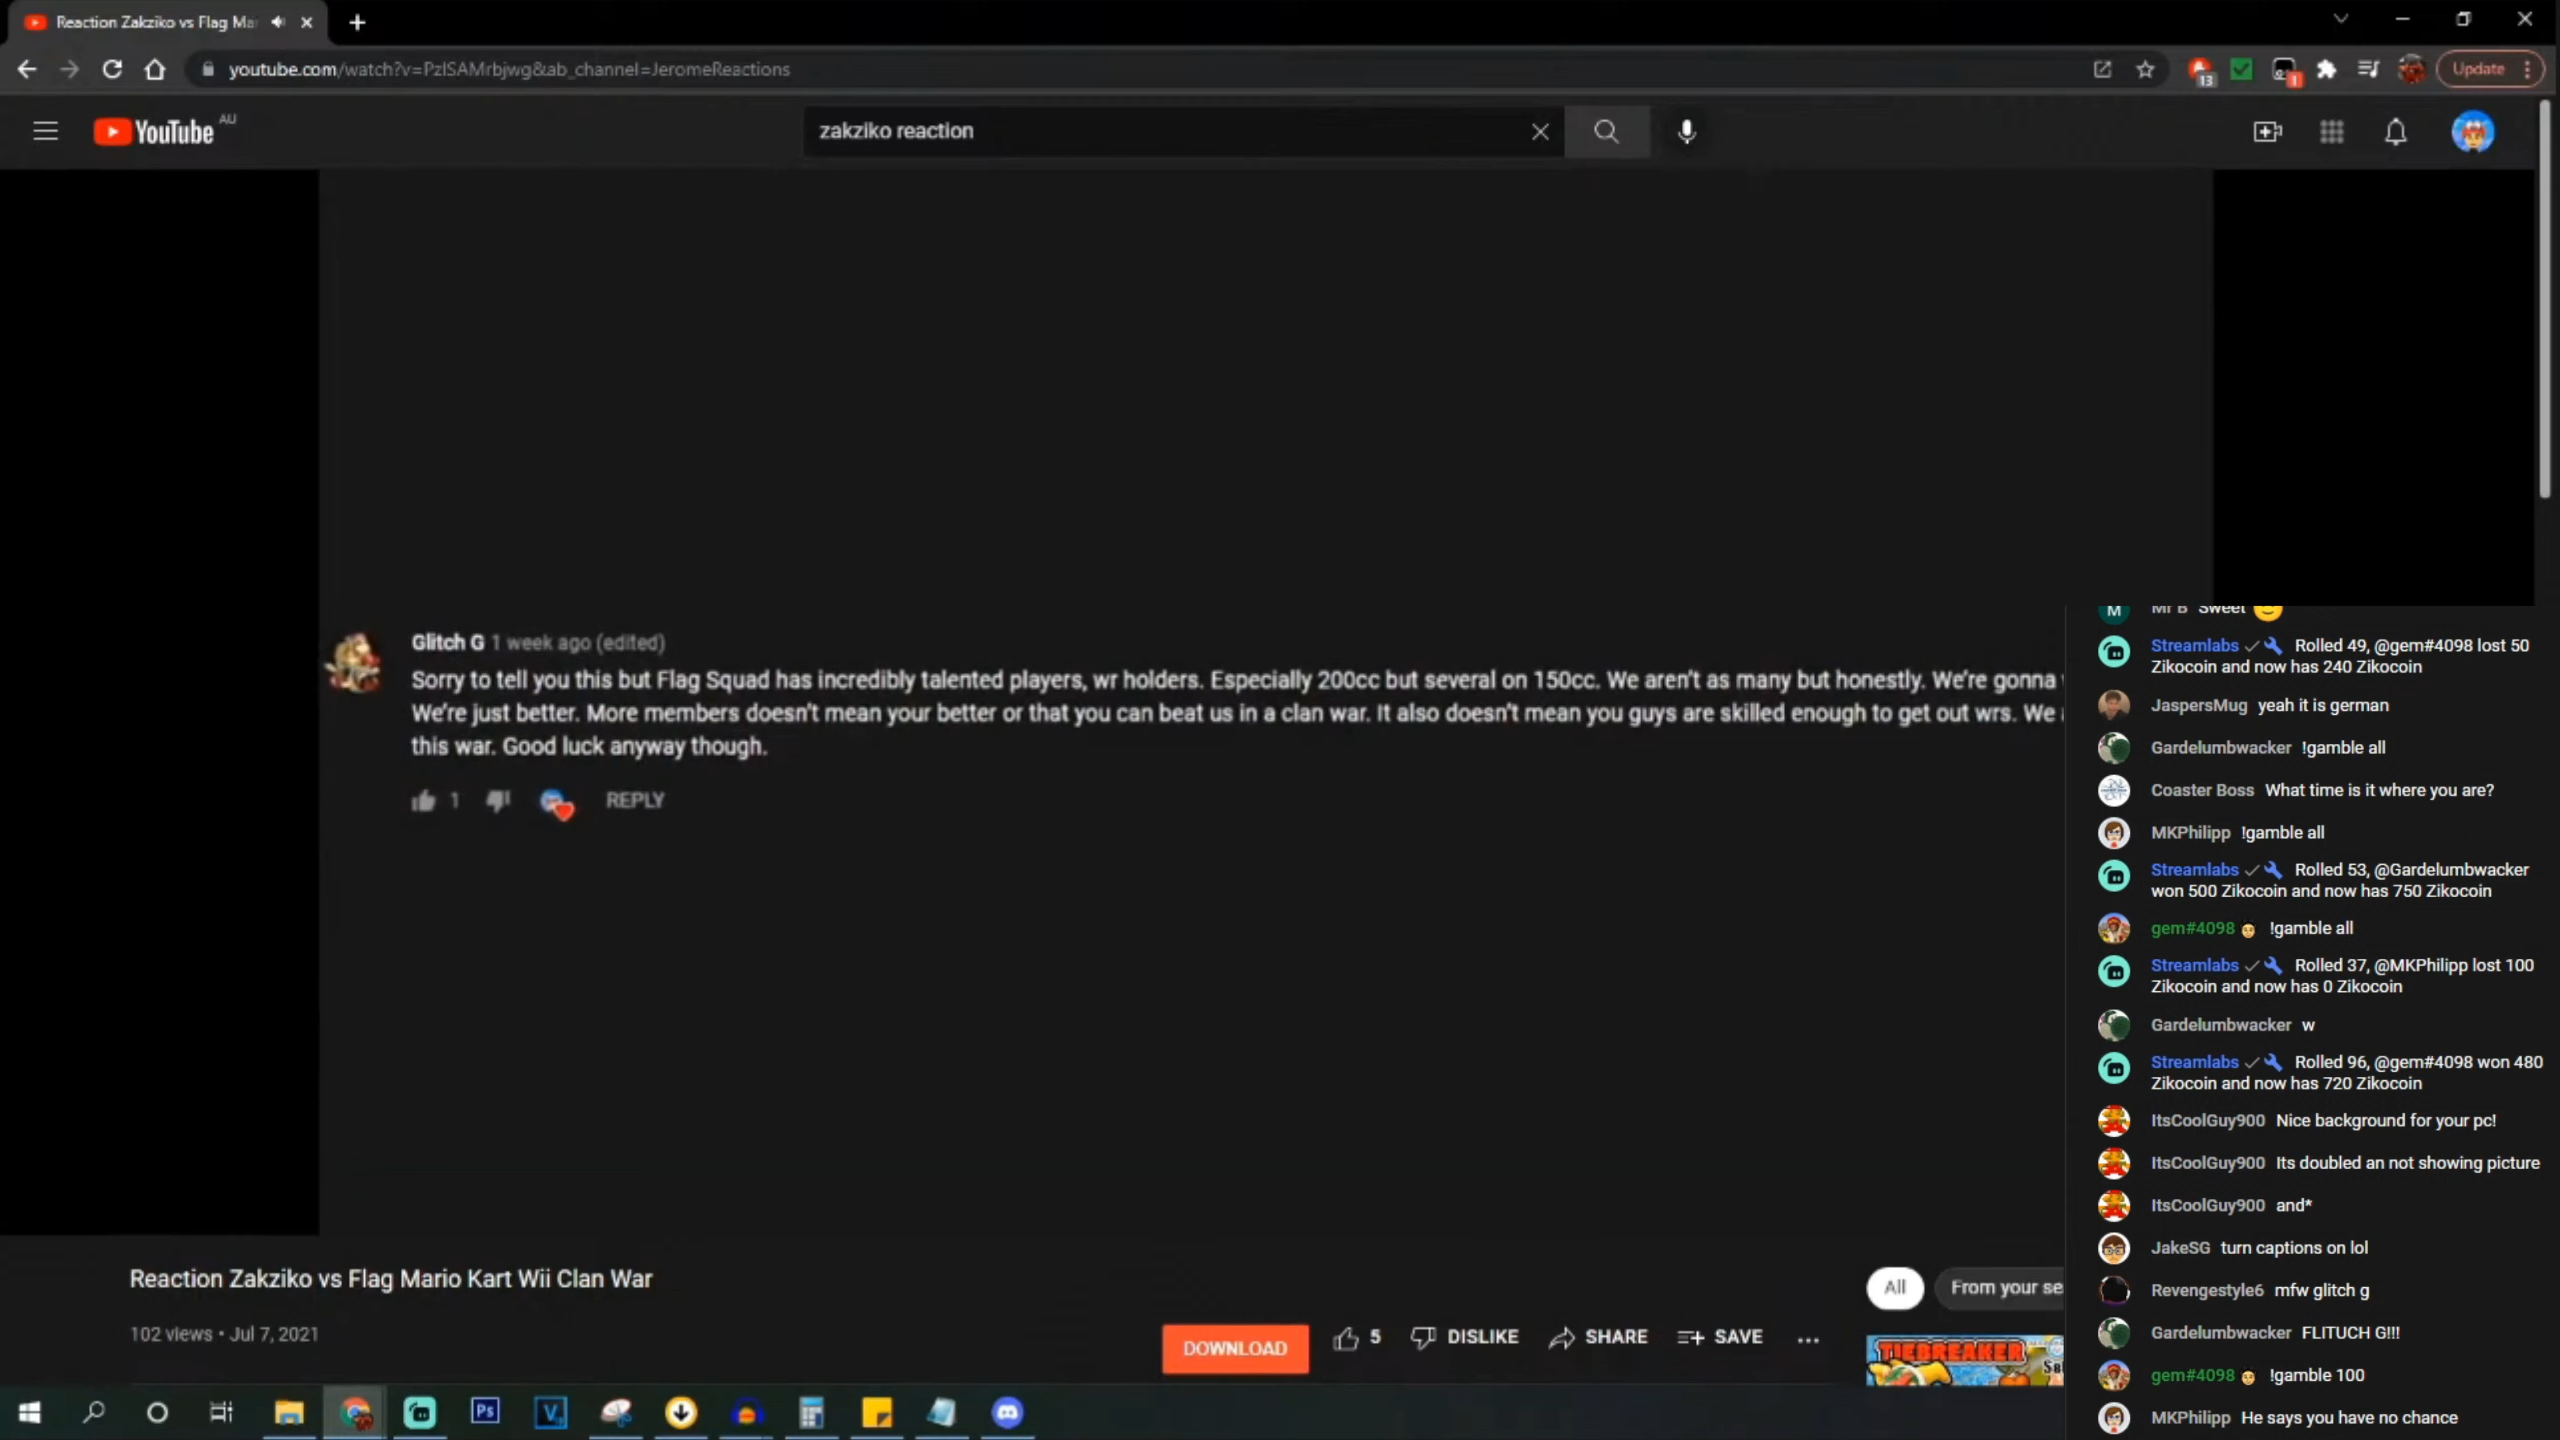 Reaction Zakziko vs Flag Ma
youtube.com/watch?v=PzISAMrbjwg&ab_channel=JeromeReactions
13
1
Update
YouTube AU
zakziko reaction
Glitch G 1 week ago (edited)
Sorry to tell you this but Flag Squad has incredibly talented players, wr holders. Especially 200cc but several on 150cc. We aren't as many but honestly. We're gonna
We're just better. More members doesn't mean your better or that you can beat us in a clan war. It also doesn't mean you guys are skilled enough to get out wrs. We
this war. Good luck anyway though.
1 REPLY
Reaction Zakziko vs Flag Mario Kart Wii Clan War
102 views • Jul 7, 2021
DOWNLOAD
5 DISLIKE SHARE SAVE ...
All From your se
TIEBREAKER
M Mr B Sweet
Streamlabs Rolled 49, @gem#4098 lost 50
Zikocoin and now has 240 Zikocoin
JaspersMug yeah it is german
Gardelumbwacker !gamble all
Coaster Boss What time is it where you are?
MKPhilipp !gamble all
Streamlabs Rolled 53, @Gardelumbwacker
won 500 Zikocoin and now has 750 Zikocoin
gem#4098 !gamble all
Streamlabs Rolled 37, @MKPhilipp lost 100
Zikocoin and now has 0 Zikocoin
Gardelumbwacker w
Streamlabs Rolled 96, @gem#4098 won 480
Zikocoin and now has 720 Zikocoin
ItsCoolGuy900 Nice background for your pc!
ItsCoolGuy900 Its doubled an not showing picture
ItsCoolGuy900 and*
JakeSG turn captions on lol
Revengestyle6 mfw glitch g
Gardelumbwacker FLITUCH G!!!
gem#4098 !gamble 100
MKPhilipp He says you have no chance
Ps
V